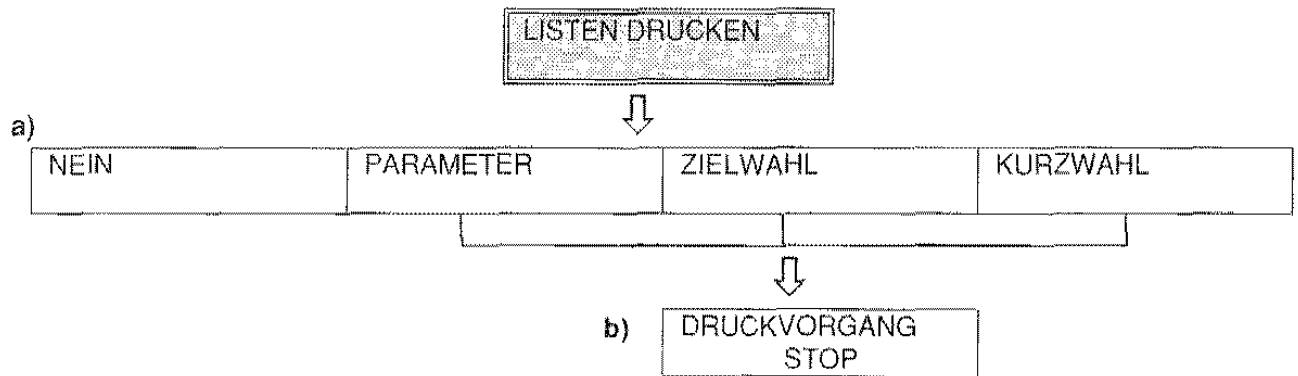 LISTEN DRUCKEN
a)
NEIN PARAMETER ZIELWAHL KURZWAHL
b) DRUCKVORGANG
STOP